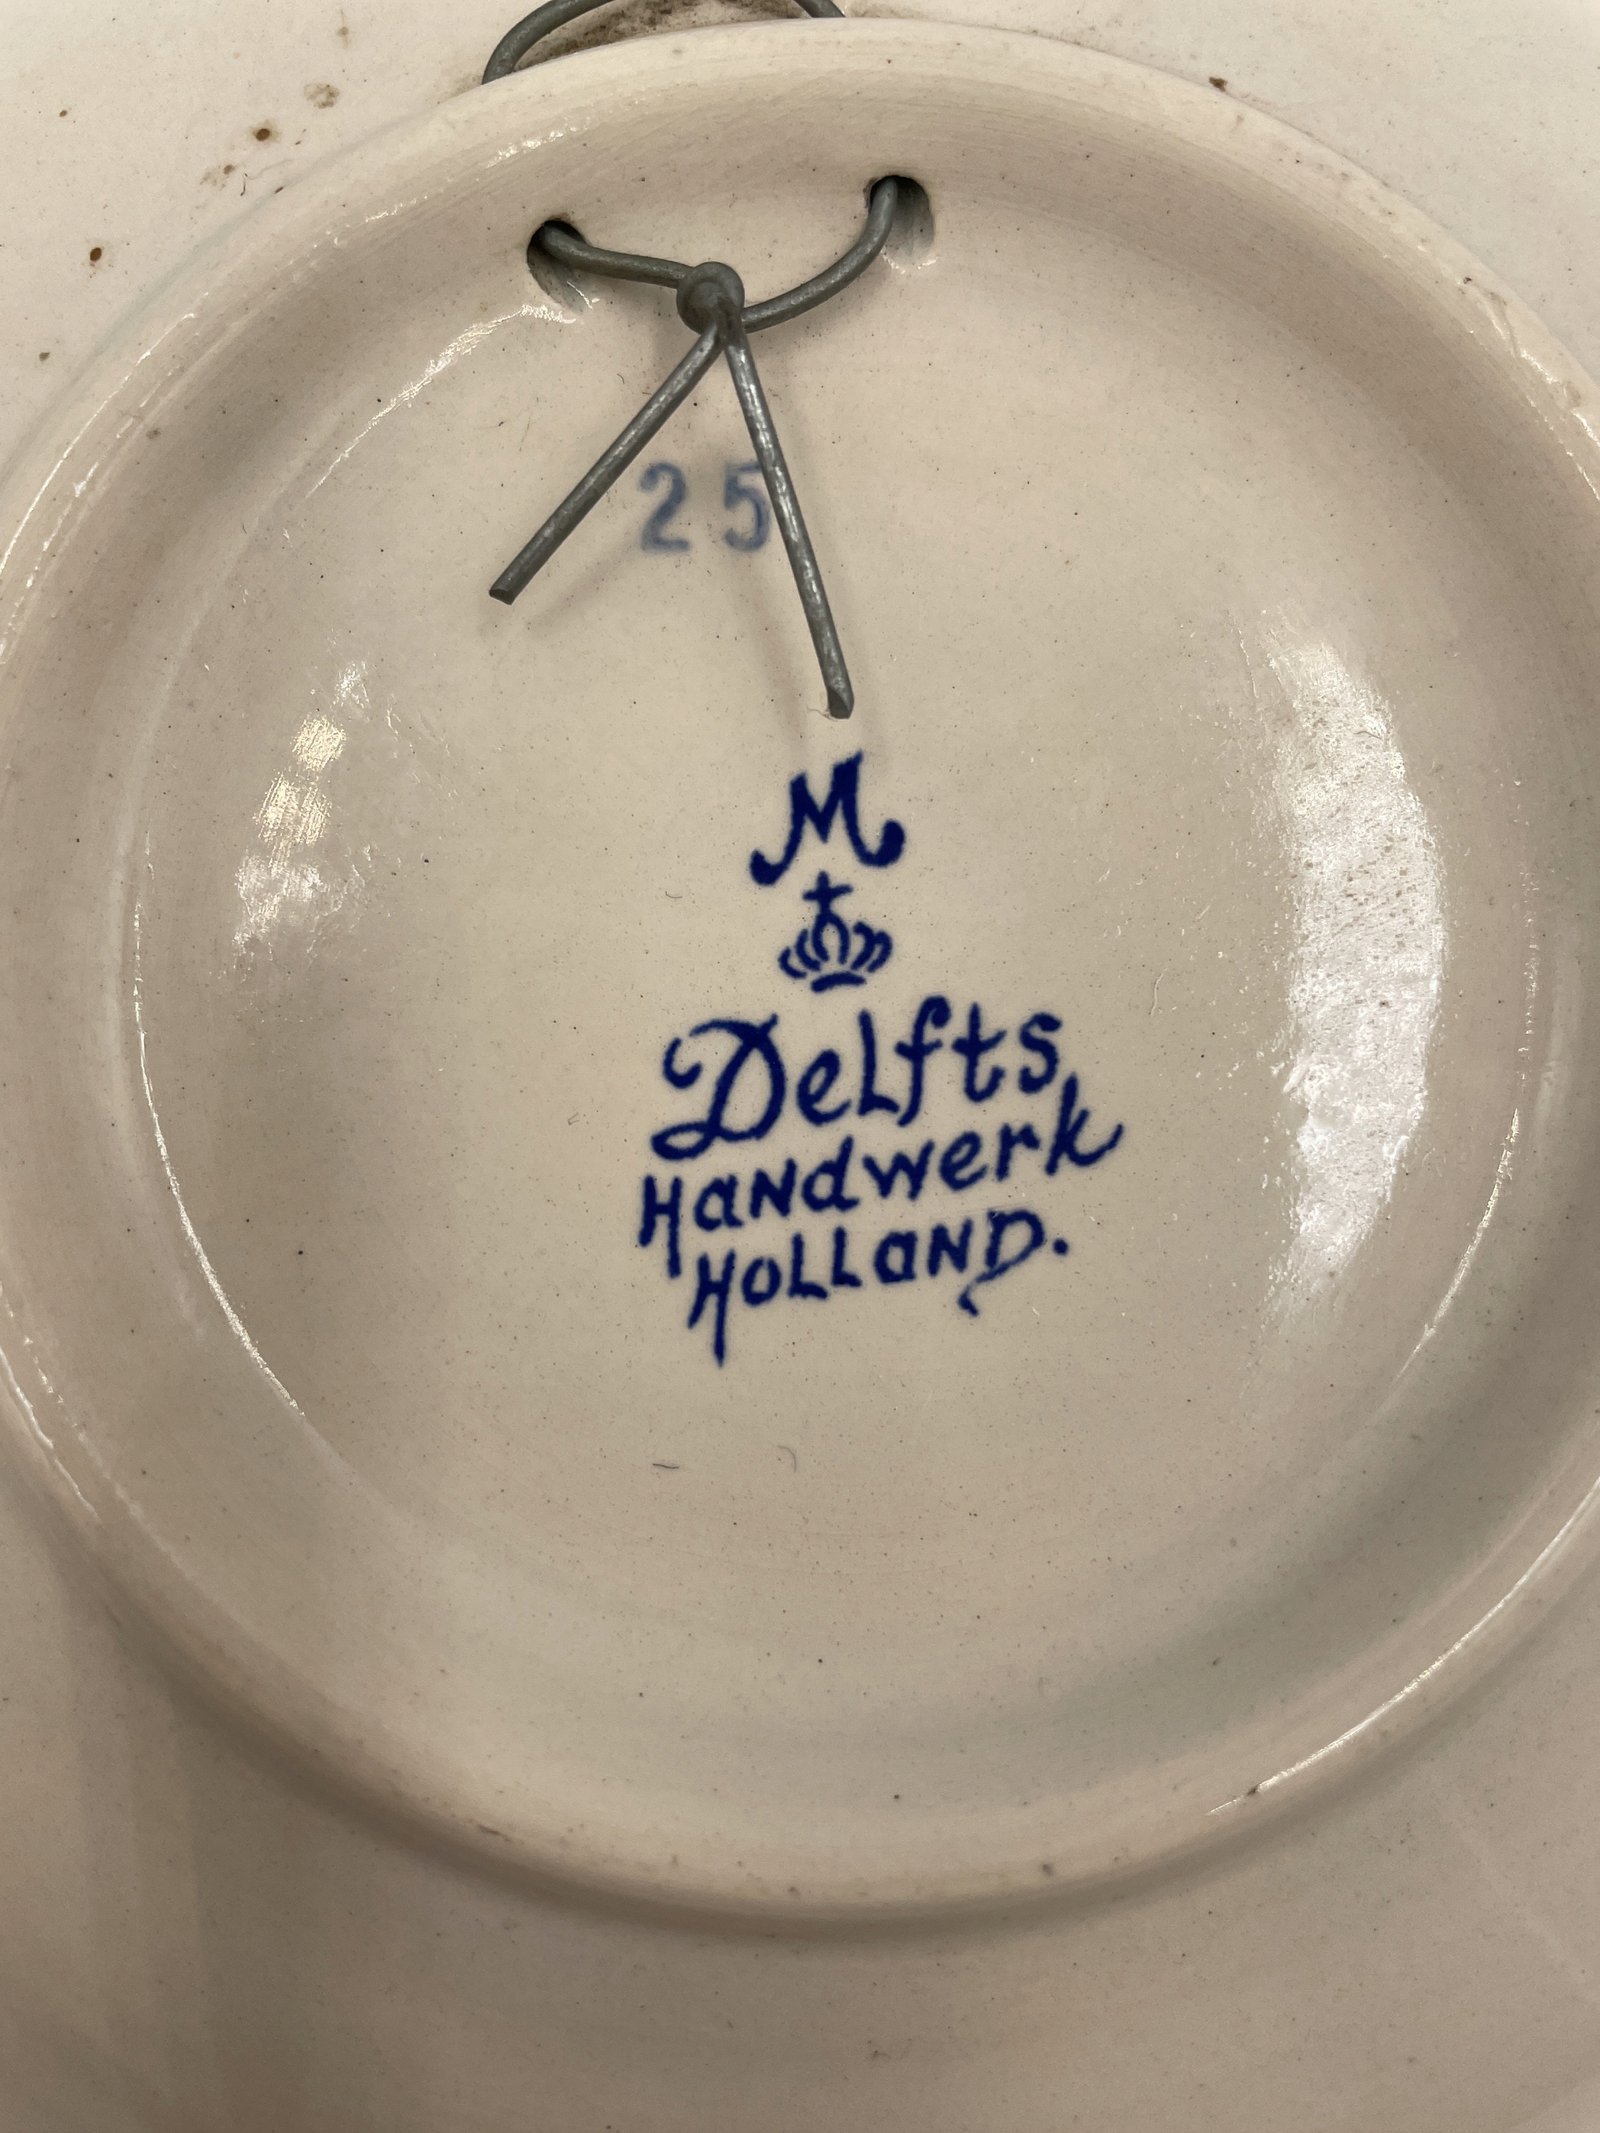 25
M
Delfts
Handwerk
Holland.